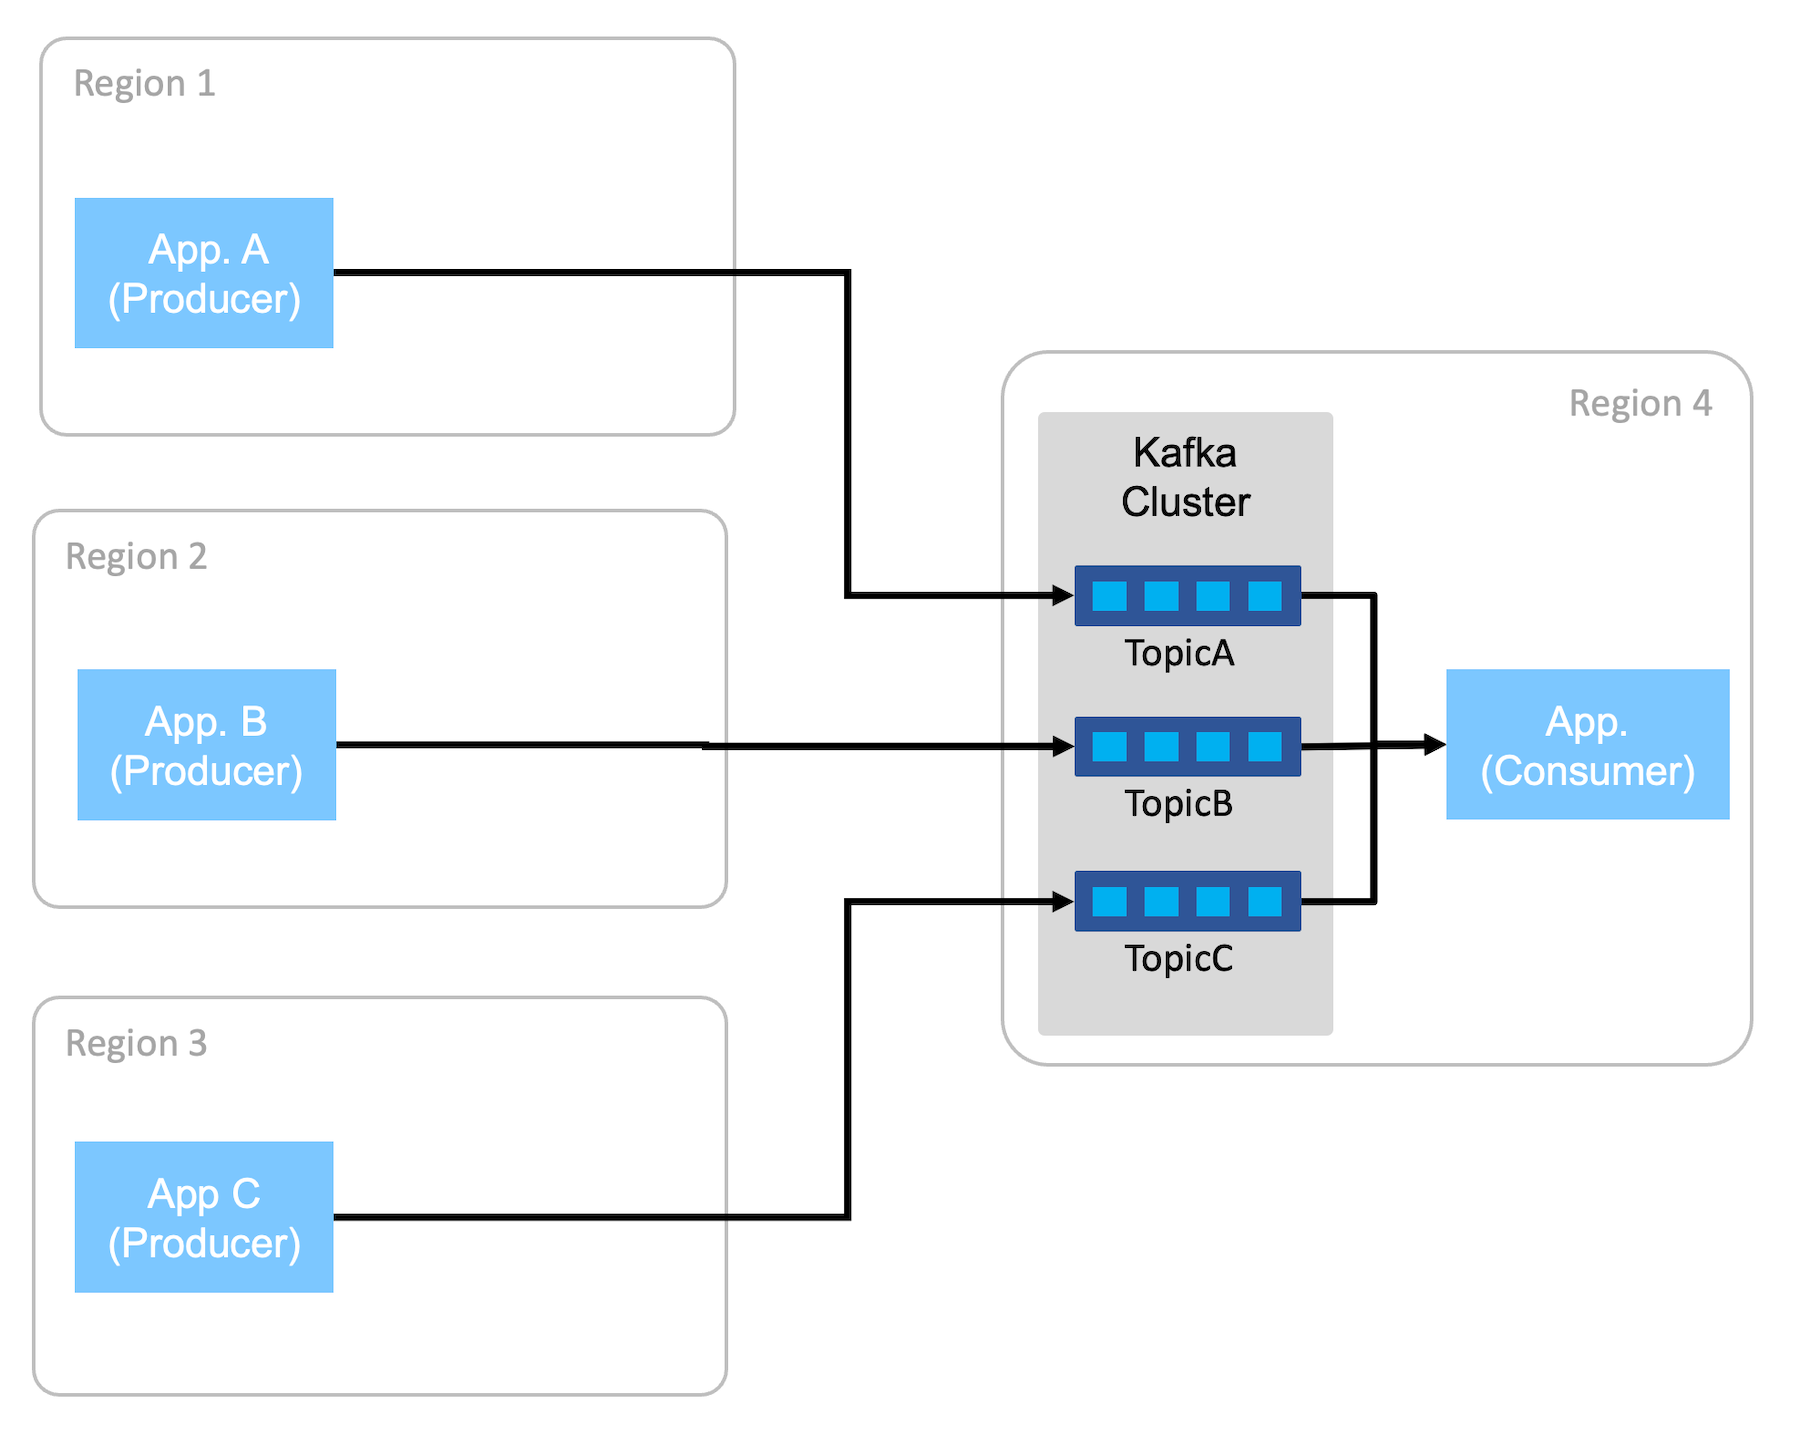 Region 1
App. A
(Producer)
Region 2
App. B
(Producer)
Region 3
App C
(Producer)
Region 4
Kafka
Cluster
TopicA
TopicB
TopicC
App.
(Consumer)